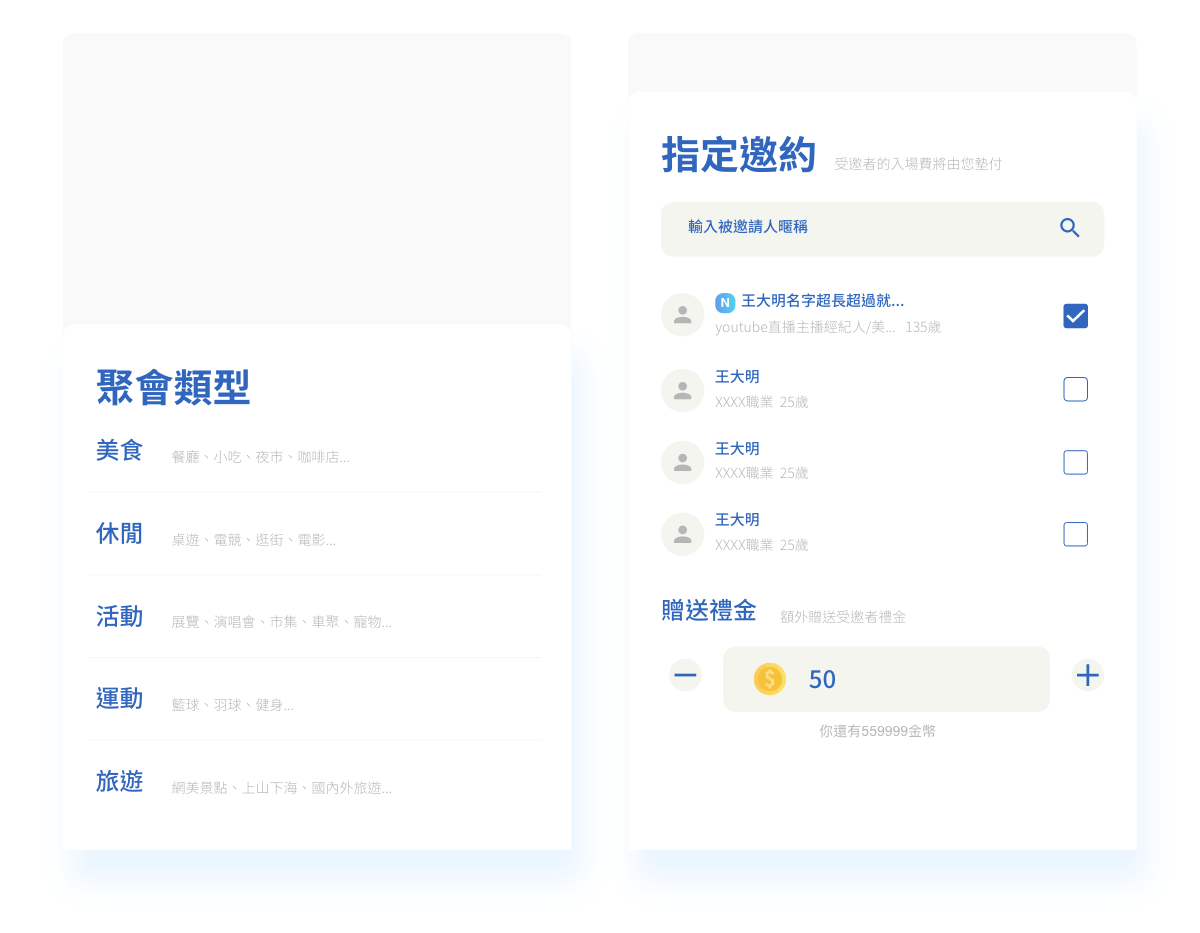 聚會類型
美食 餐廳、小吃、夜市、咖啡店...
休閒 桌遊、電競、逛街、電影...
活動 展覽、演唱會、市集、車聚、寵物...
運動 籃球、羽球、健身...
旅遊 網美景點、上山下海、國內外旅遊...
指定邀約 受邀者的入場費將由您墊付
輸入被邀請人暱稱
N 王大明名字超長超過就...
youtube直播主播經紀人/美... 135歲
王大明
XXXX職業 25歲
王大明
XXXX職業 25歲
王大明
XXXX職業 25歲
贈送禮金 額外贈送受邀者禮金
$ 50
你還有559999金幣